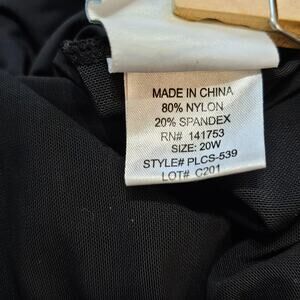 MADE IN CHINA
80% NYLON
20% SPANDEX
RN# 141753
SIZE: 20W
STYLE# PLCS-539
LOT# C201